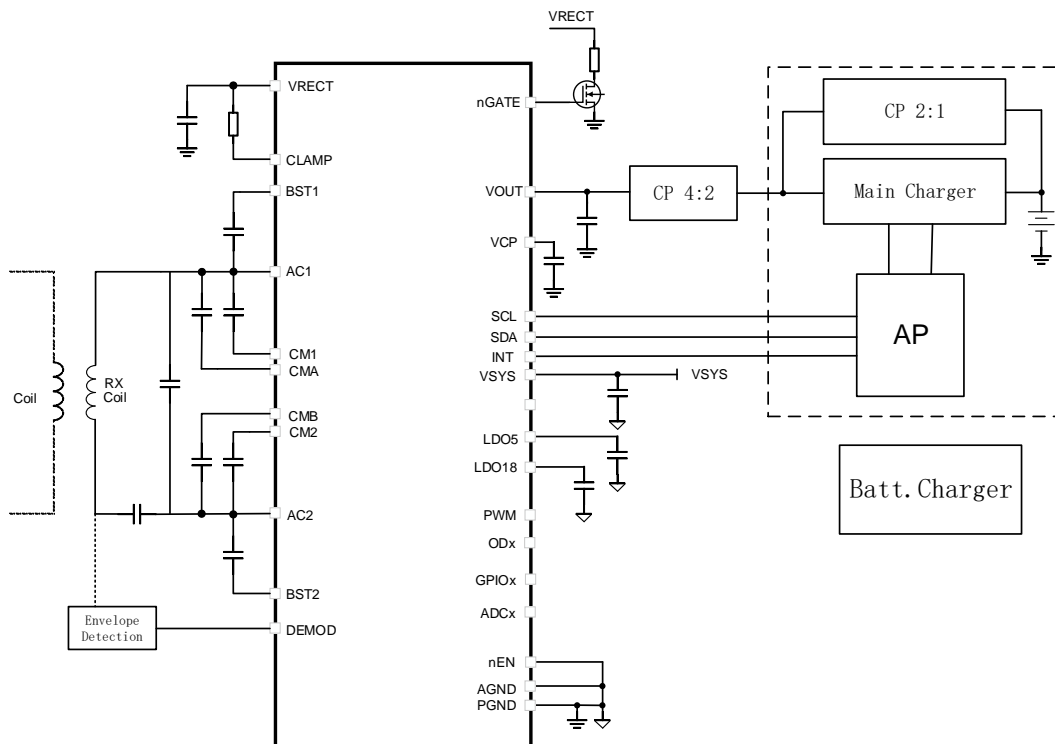 VRECT
VRECT
nGATE
CLAMP
BST1
VOUT
CP 4:2
CP 2:1
Main Charger
VCP
AC1
SCL
SDA
INT
AP
CM1
CMA
VSYS
VSYS
Coil
RX
Coil
CMB
CM2
LDO5
LDO18
Batt.Charger
AC2
PWM
ODx
GPIOx
BST2
ADCx
Envelope
Detection
DEMOD
nEN
AGND
PGND